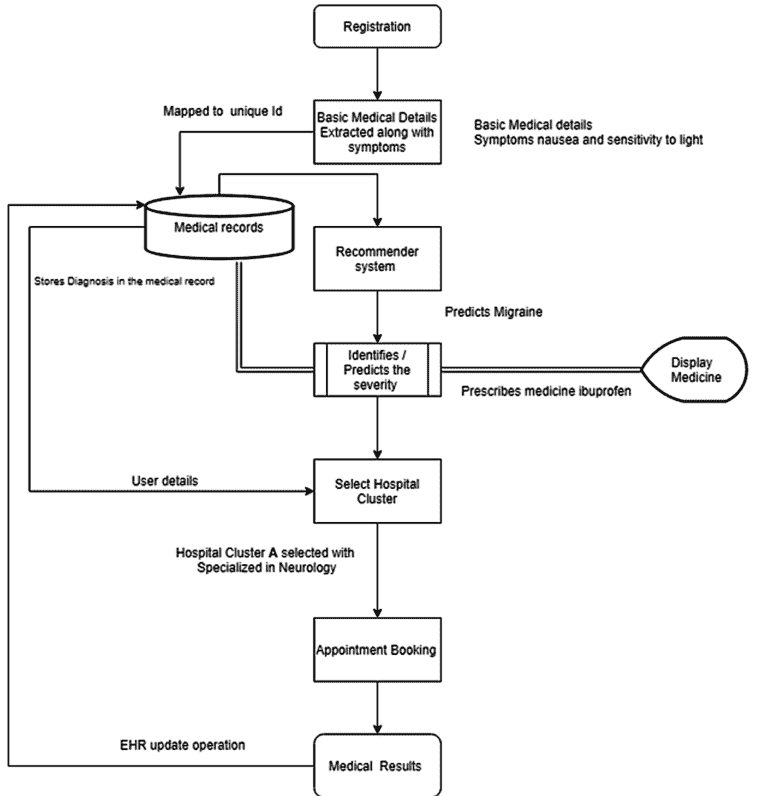 Registration
Mapped to unique Id
Basic Medical Details
Extracted along with
symptoms
Basic Medical details
Symptoms nausea and sensitivity to light
Medical records
Recommender
system
Stores Diagnosis in the medical record
Predicts Migraine
Identifies /
Predicts the
severity
Display
Medicine
Prescribes medicine ibuprofen
User details
Select Hospital
Cluster
Hospital Cluster A selected with
Specialized in Neurology
Appointment Booking
EHR update operation
Medical Results